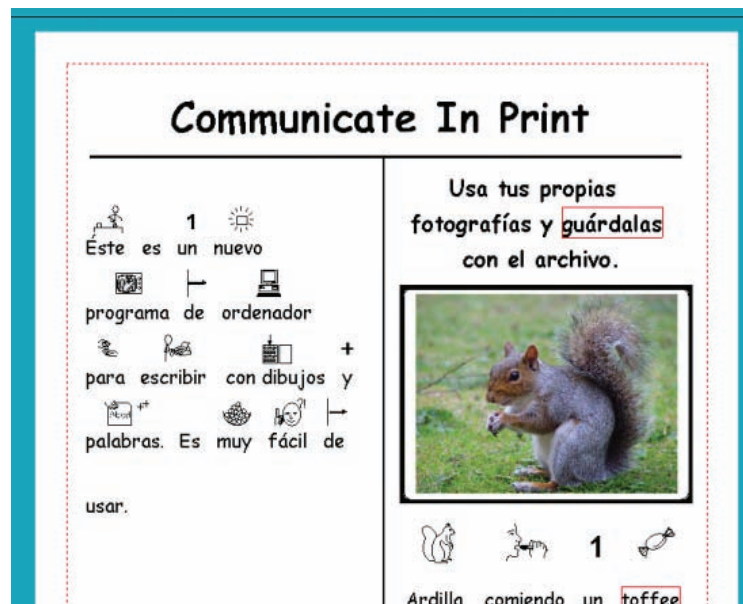 Communicate In Print
1
Éste es un nuevo
programa de ordenador
+
para escribir con dibujos y
palabras. Es muy fácil de
usar.
Usa tus propias
fotografías y guárdalas
con el archivo.
1
Ardilla comiendo un toffee